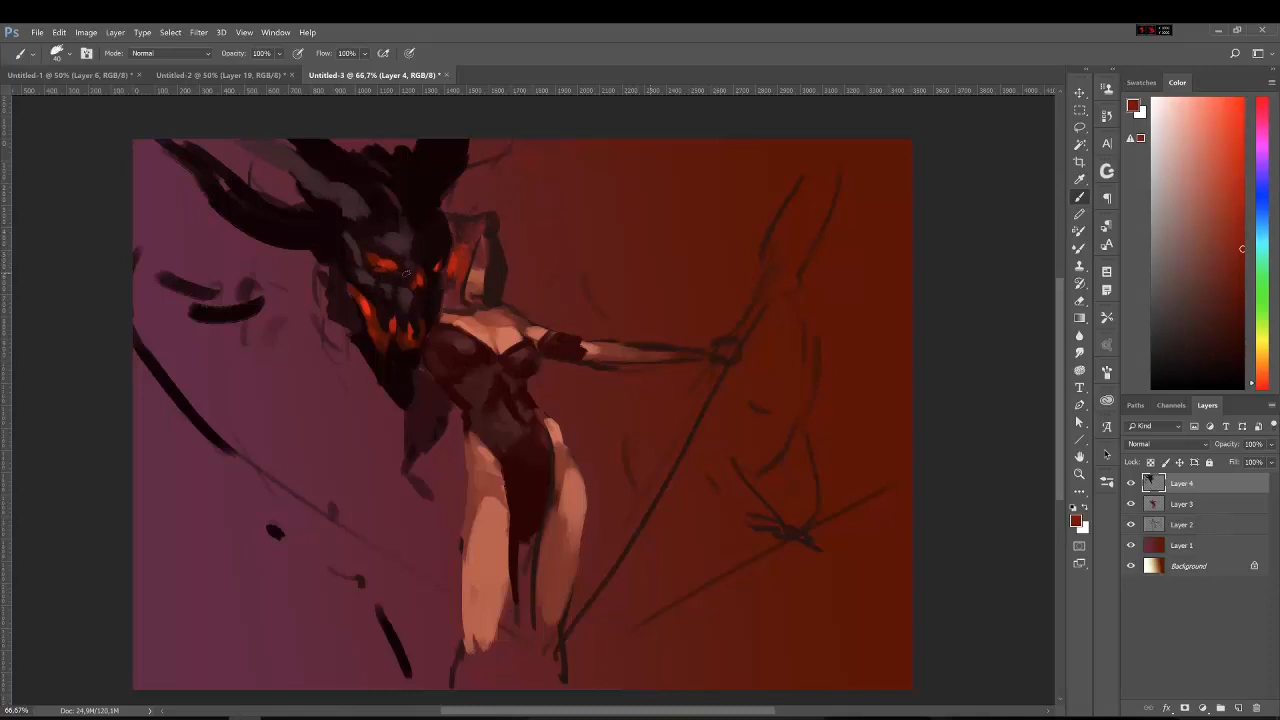 Ps File Edit Image Layer Type Select Filter 3D View Window Help
40 Mode: Normal Opacity: 100% Flow: 100%
Untitled-1 @ 50% (Layer 6, RGB/8) * × Untitled-2 @ 50% (Layer 19, RGB/8) * × Untitled-3 @ 66,7% (Layer 4, RGB/8) * ×
Swatches Color
Paths Channels Layers
Kind
Normal Opacity: 100%
Lock: Fill: 100%
Layer 4
Layer 3
Layer 2
Layer 1
Background
66,67% Doc: 24,9M/120,1M